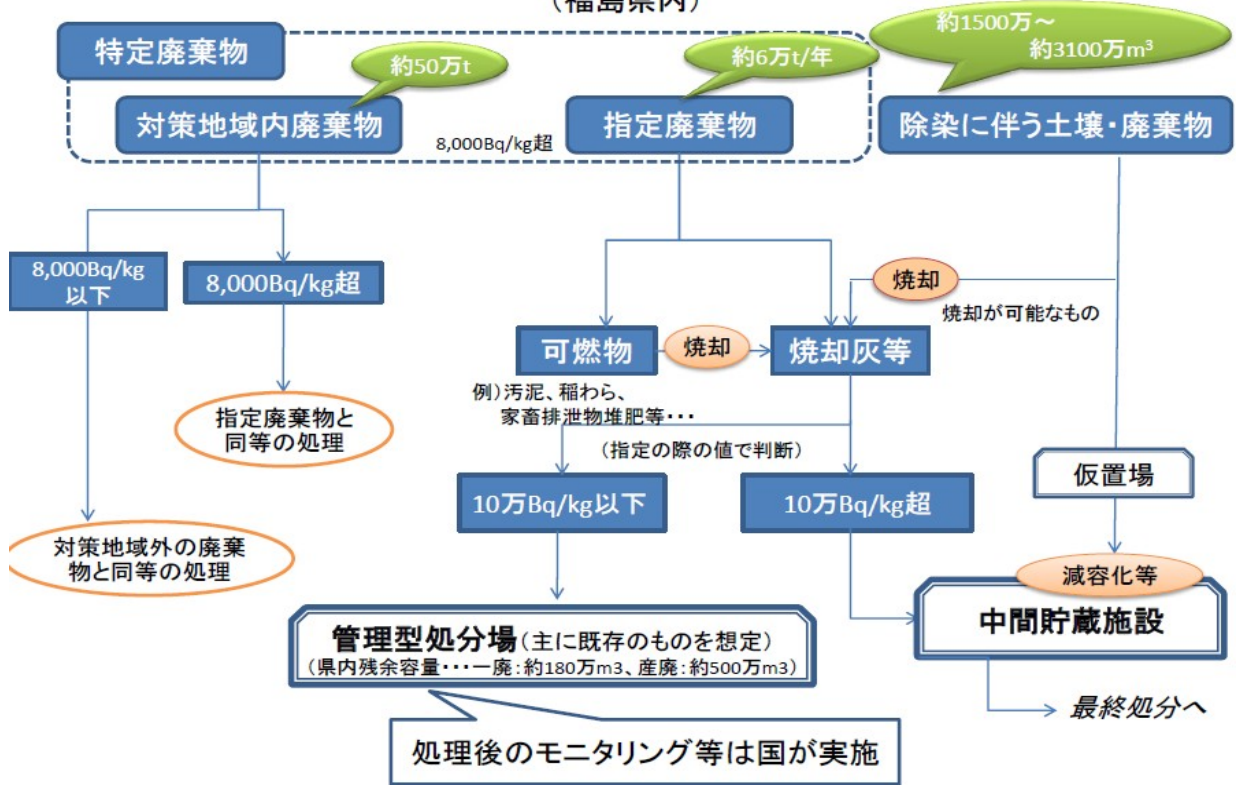 (福島県内)
特定廃棄物
約50万t
約6万t/年
約1500万～
約3100万m³
対策地域内廃棄物
8,000Bq/kg超
指定廃棄物
除染に伴う土壌・廃棄物
8,000Bq/kg
以下
8,000Bq/kg超
焼却
焼却が可能なもの
可燃物
焼却
焼却灰等
例)汚泥、稲わら、
家畜排泄物堆肥等・・・
指定廃棄物と
同等の処理
(指定の際の値で判断)
仮置場
10万Bq/kg以下
10万Bq/kg超
対策地域外の廃棄
物と同等の処理
減容化等
中間貯蔵施設
管理型処分場(主に既存のものを想定)
(県内残余容量・・・一廃:約180万m3、産廃:約500万m3)
最終処分へ
処理後のモニタリング等は国が実施